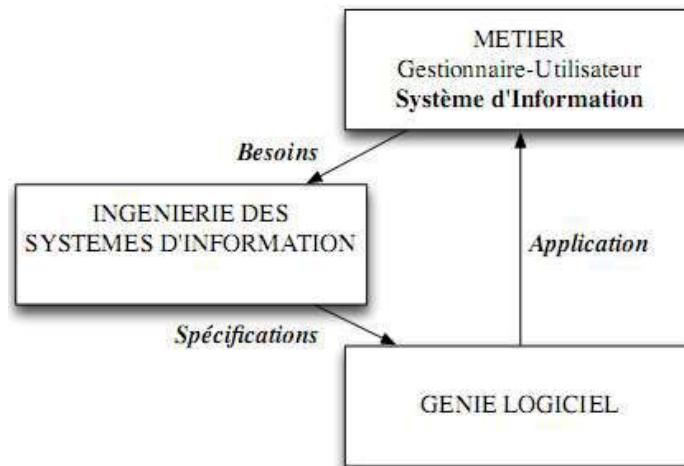 METIER
Gestionnaire-Utilisateur
Système d'Information
Besoins
INGENIERIE DES
SYSTEMES D'INFORMATION
Application
Spécifications
GENIE LOGICIEL